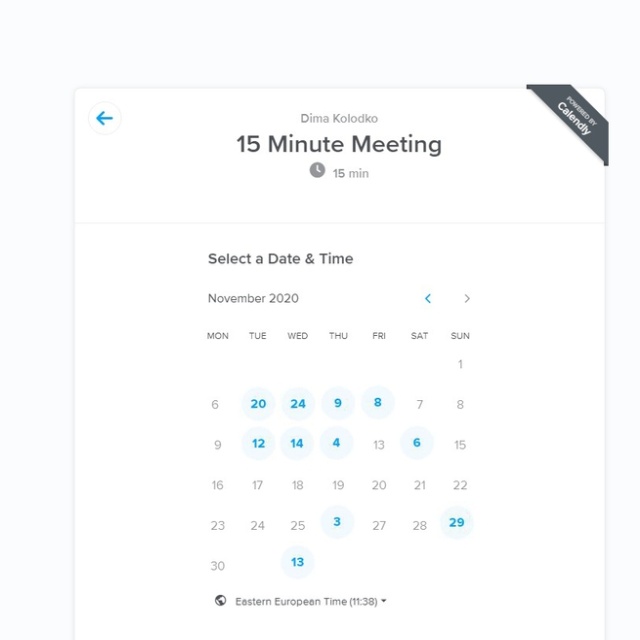 POWERED BY
Calendly
Dima Kolodko
15 Minute Meeting
15 min
Select a Date & Time
November 2020
MON TUE WED THU FRI SAT SUN
1
6 20 24 9 8 7 8
9 12 14 4 13 6 15
16 17 18 19 20 21 22
23 24 25 3 27 28 29
30 13
Eastern European Time (11:38)